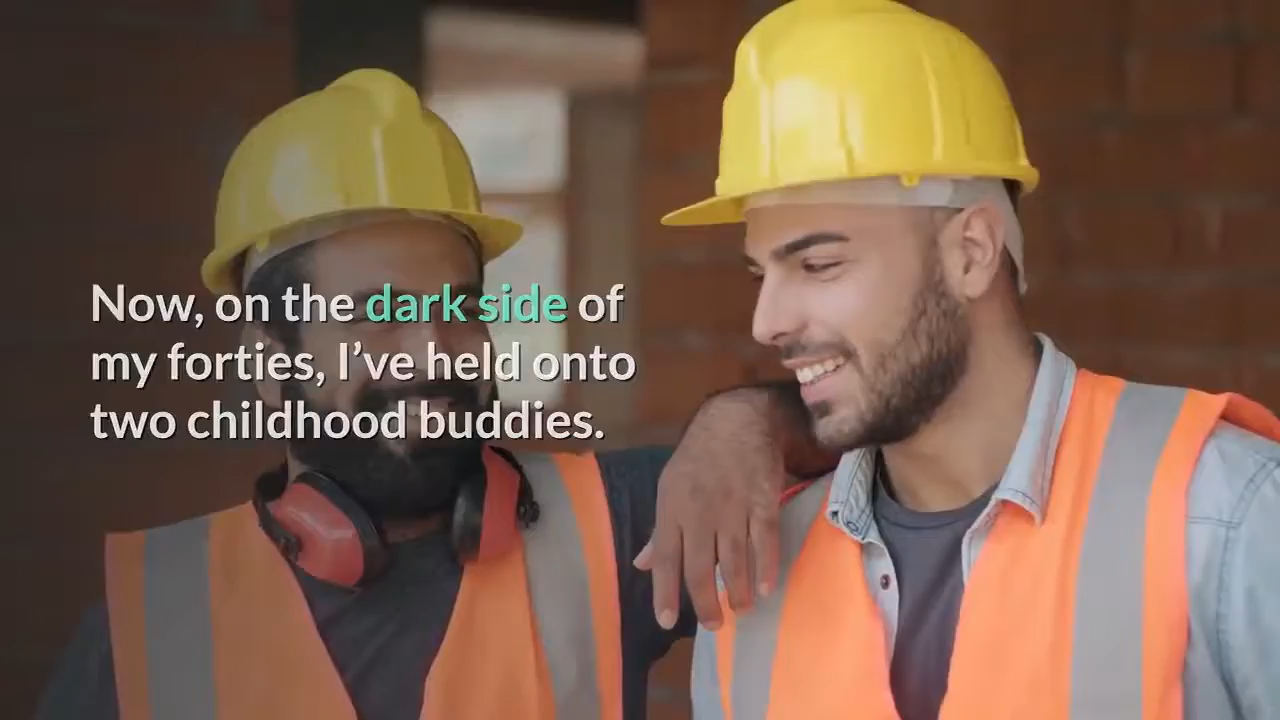 Now, on the dark side of
my forties, I’ve held onto
two childhood buddies.